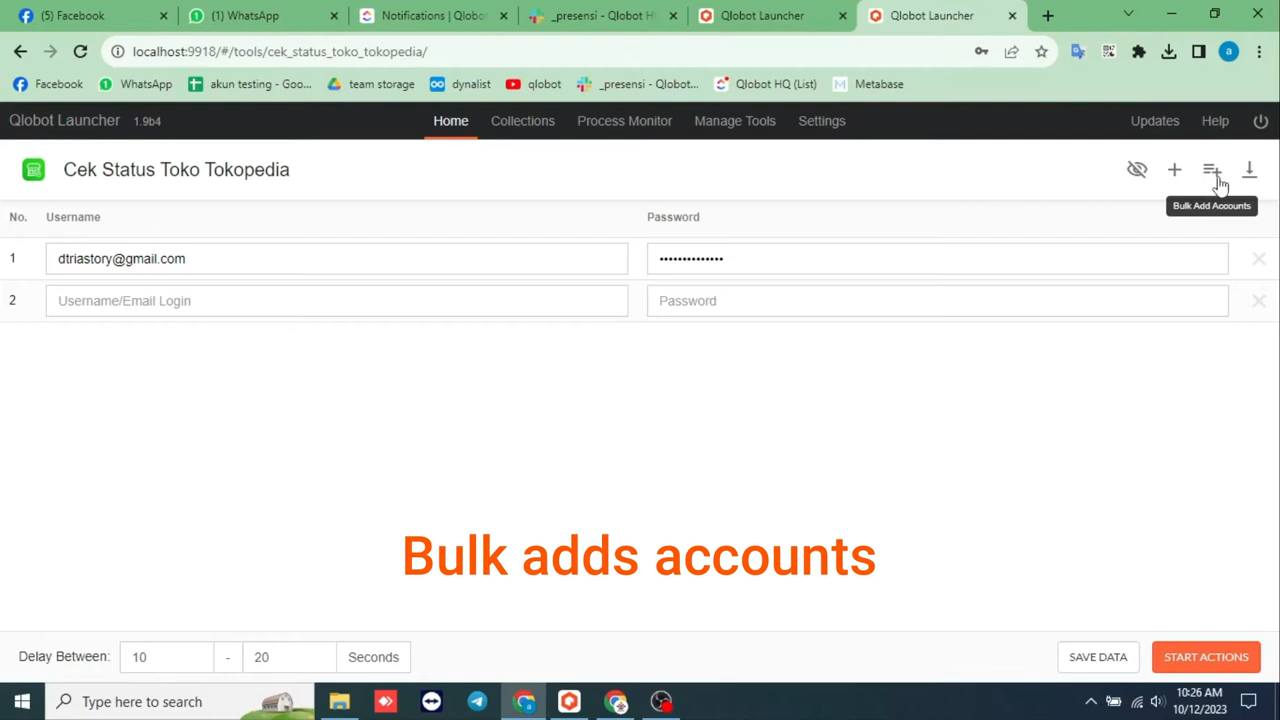 (5) Facebook
(1) WhatsApp
Notifications | Qlobot
_presensi - Qlobot H
Qlobot Launcher
Qlobot Launcher
localhost:9918/#/tools/cek_status_toko_tokopedia/
a
Facebook
WhatsApp
akun testing - Goo...
team storage
dynalist
qlobot
_presensi - Qlobot...
Qlobot HQ (List)
Metabase
Qlobot Launcher 1.9b4
Home
Collections
Process Monitor
Manage Tools
Settings
Updates
Help
Cek Status Toko Tokopedia
Bulk Add Accounts
No. Username Password
1 dtriastory@gmail.com ••••••••••••••
2 Username/Email Login Password
Bulk adds accounts
Delay Between: 10 - 20 Seconds
SAVE DATA
START ACTIONS
Type here to search
10:26 AM
10/12/2023